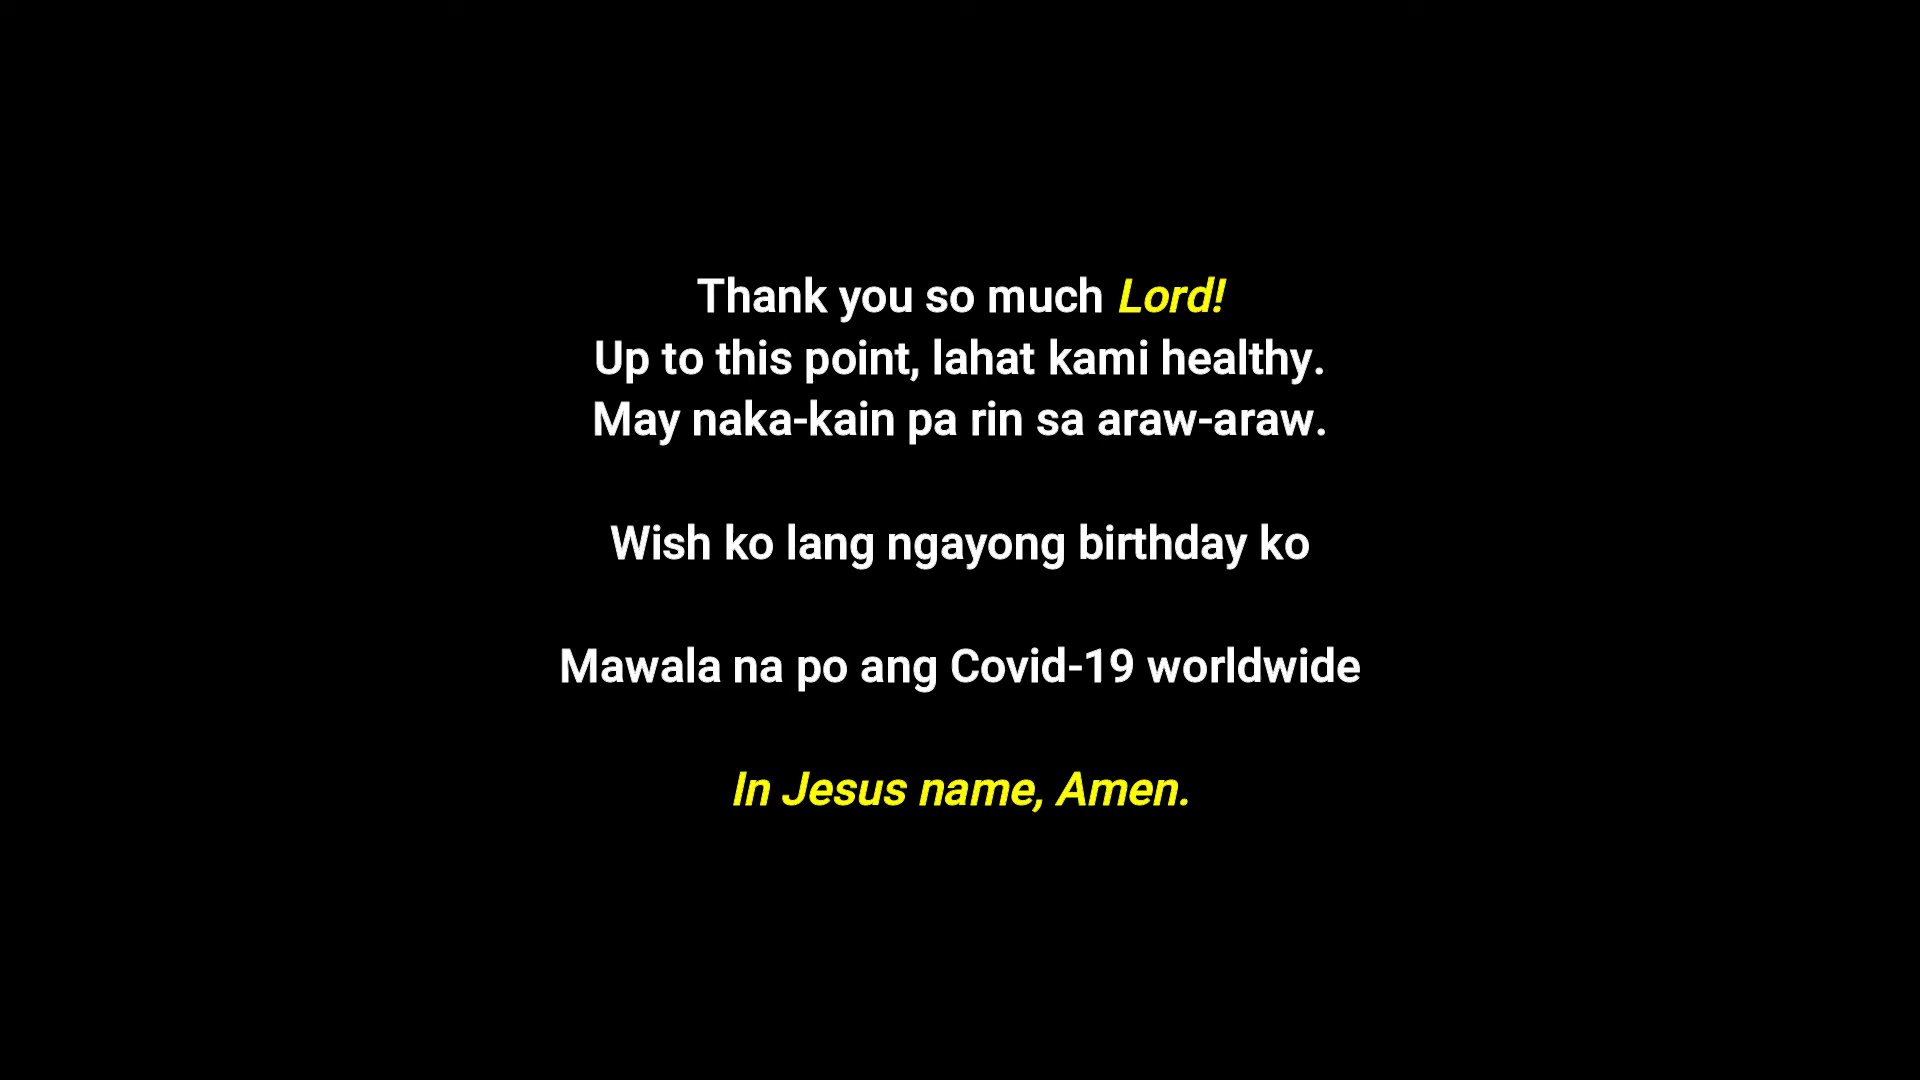 Thank you so much Lord!
Up to this point, lahat kami healthy.
May naka-kain pa rin sa araw-araw.
Wish ko lang ngayong birthday ko
Mawala na po ang Covid-19 worldwide
In Jesus name, Amen.